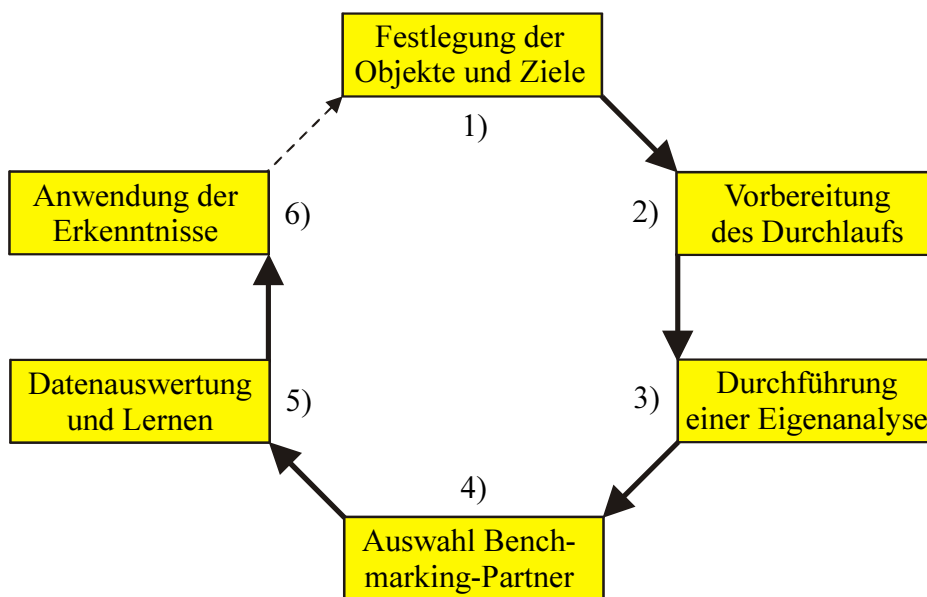 Festlegung der
Objekte und Ziele
1)
Vorbereitung
des Durchlaufs
2)
Durchführung
einer Eigenanalyse
3)
Auswahl Bench-
marking-Partner
4)
Datenauswertung
und Lernen
5)
Anwendung der
Erkenntnisse
6)